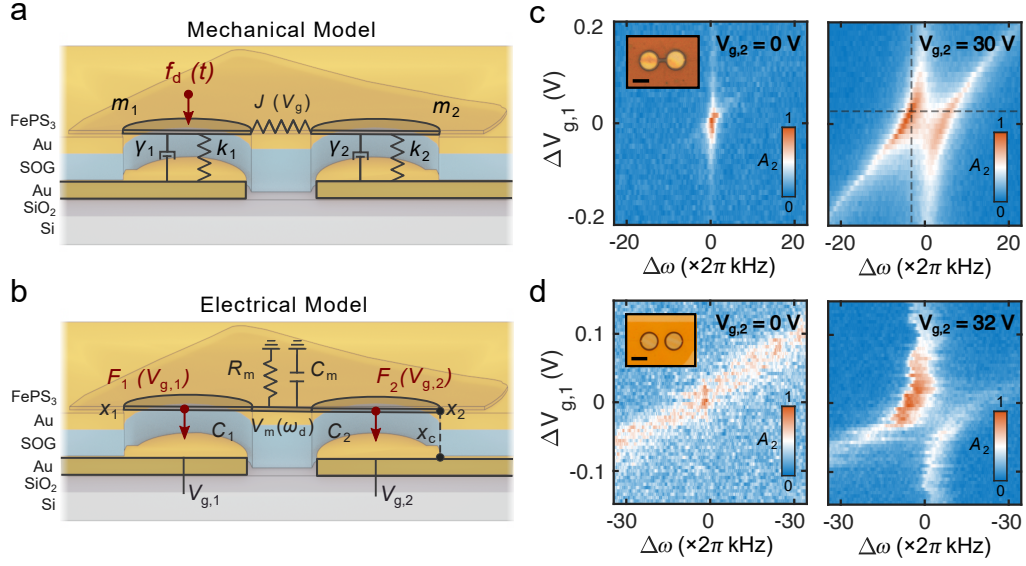 a
Mechanical Model
f_d (t)
m_1
J (V_g)
m_2
FePS_3
Au
SOG
Au
SiO_2
Si
γ_1
k_1
γ_2
k_2
b
Electrical Model
F_1 (V_g,1)
R_m
C_m
F_2(V_g,2)
FePS_3
Au
SOG
Au
SiO_2
Si
x_1
C_1
V_m(ω_d)
C_2
x_2
x_c
V_g,1
V_g,2
c
V_g,2 = 0 V
V_g,2 = 30 V
ΔV_g,1 (V)
0.2
0
-0.2
1
A_2
0
1
A_2
0
-20
0
20
-20
0
20
Δω (×2π kHz)
Δω (×2π kHz)
d
V_g,2 = 0 V
V_g,2 = 32 V
ΔV_g,1 (V)
0.1
0
-0.1
1
A_2
0
1
A_2
0
-30
0
30
-30
0
30
Δω (×2π kHz)
Δω (×2π kHz)